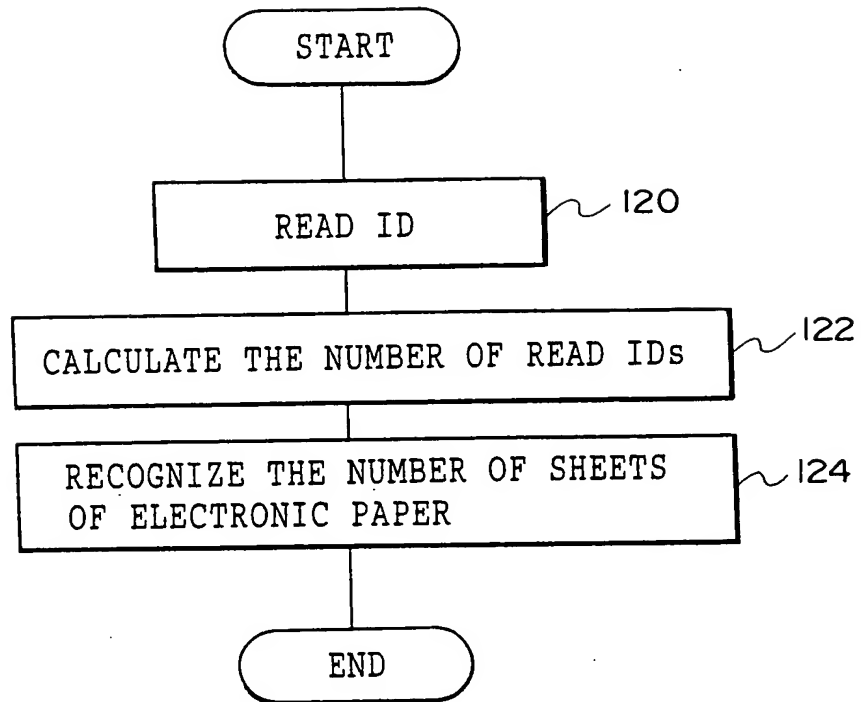 START
READ ID
120
CALCULATE THE NUMBER OF READ IDs
122
RECOGNIZE THE NUMBER OF SHEETS
OF ELECTRONIC PAPER
124
END